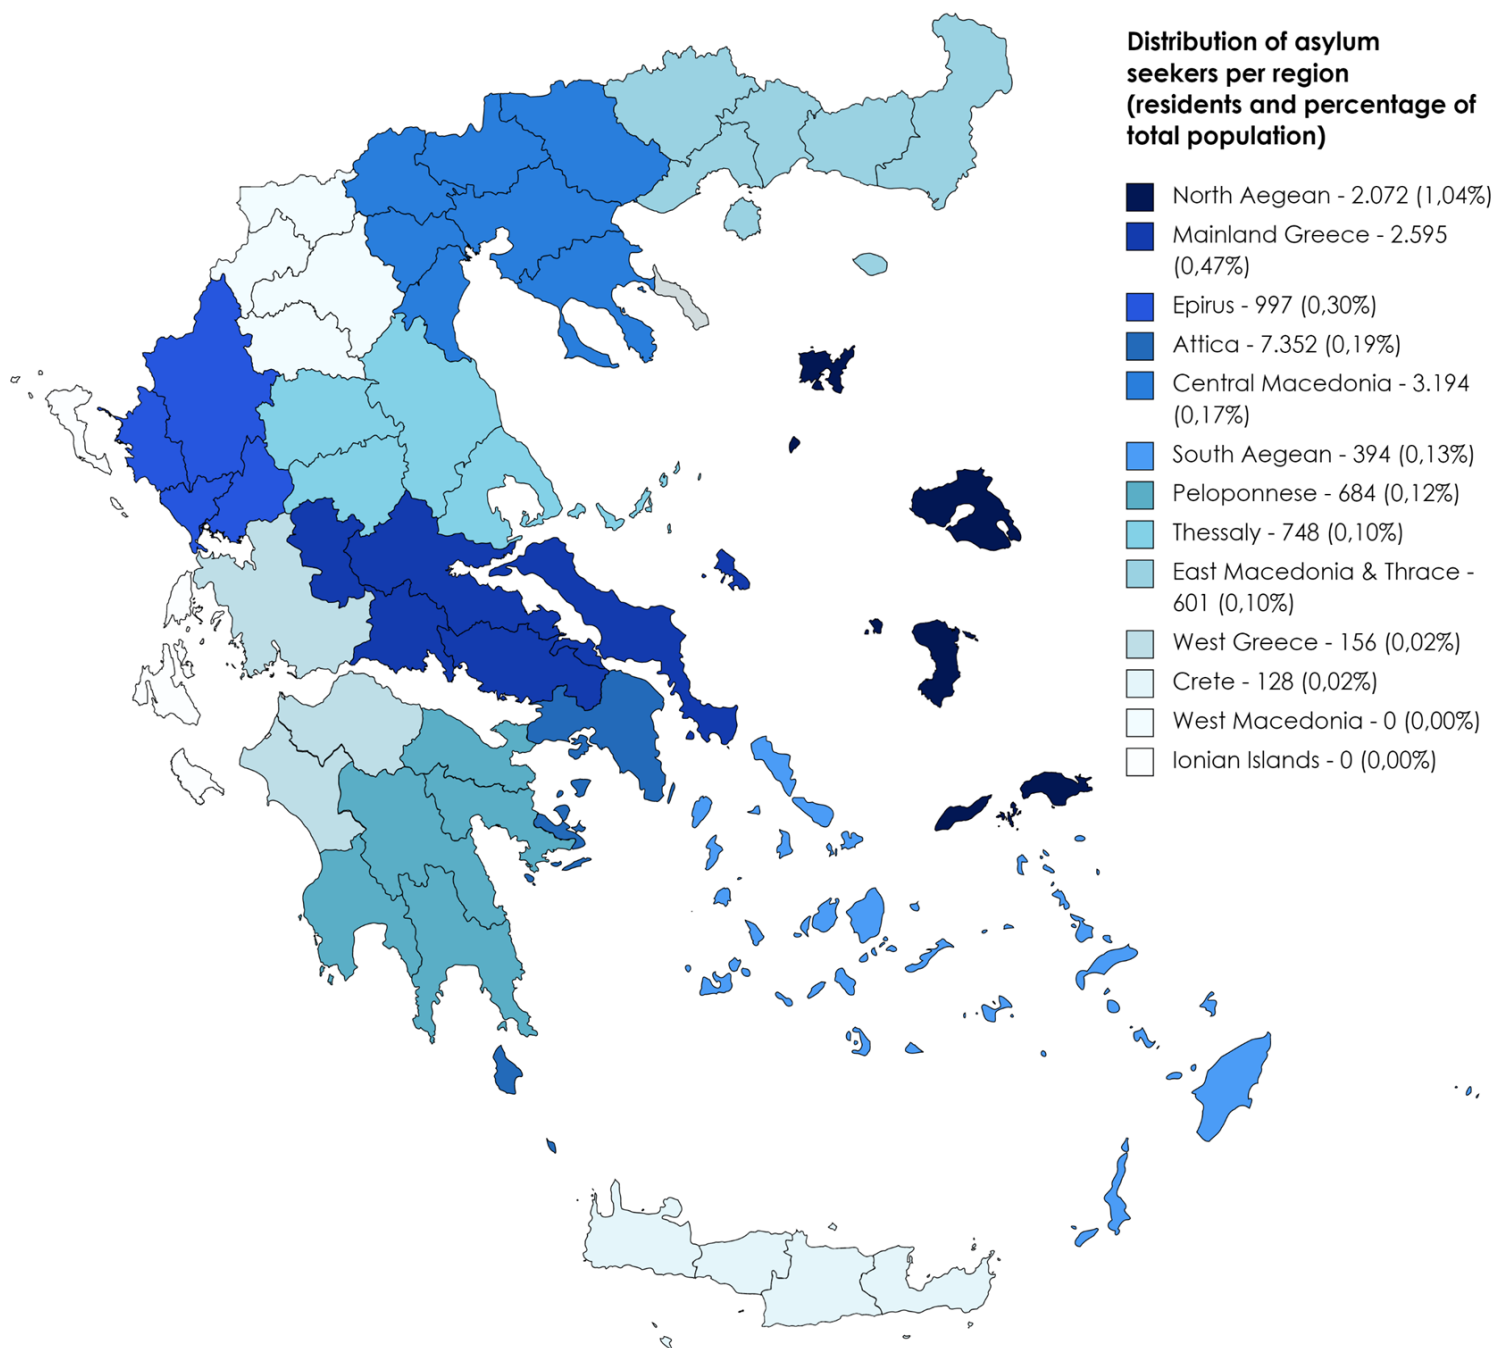 Distribution of asylum
seekers per region
(residents and percentage of
total population)
North Aegean - 2.072 (1,04%)
Mainland Greece - 2.595
(0,47%)
Epirus - 997 (0,30%)
Attica - 7.352 (0,19%)
Central Macedonia - 3.194
(0,17%)
South Aegean - 394 (0,13%)
Peloponnese - 684 (0,12%)
Thessaly - 748 (0,10%)
East Macedonia & Thrace -
601 (0,10%)
West Greece - 156 (0,02%)
Crete - 128 (0,02%)
West Macedonia - 0 (0,00%)
Ionian Islands - 0 (0,00%)